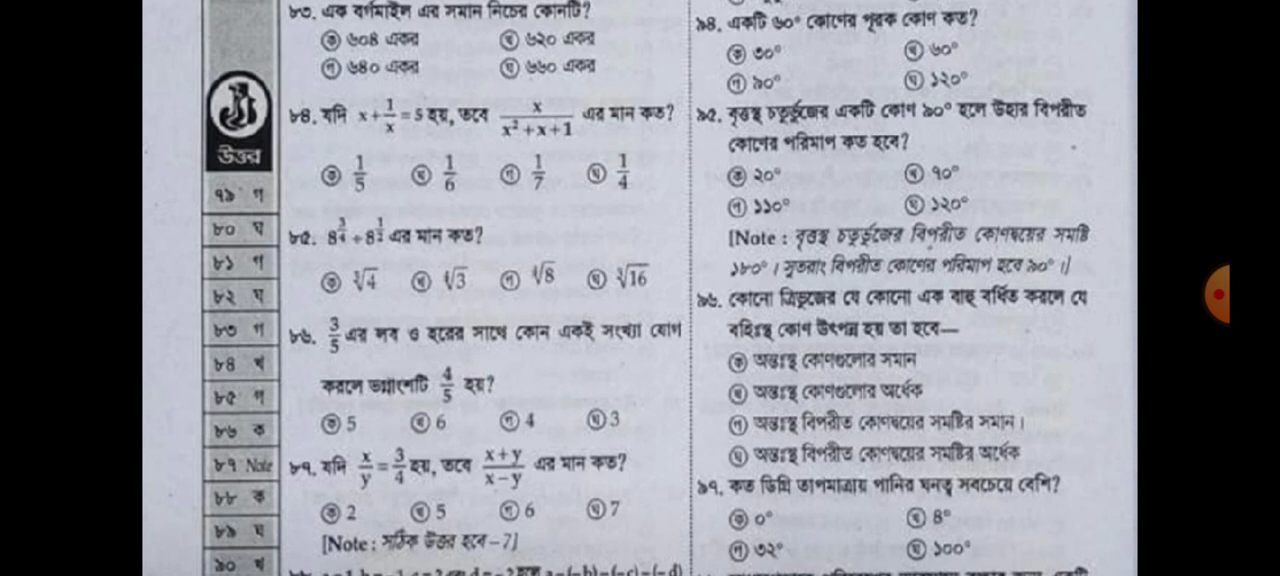 ৮৩. এক বর্গমাইল এর সমান নিচের কোনটি?
ক ৬০৪ একর খ ৬২০ একর
গ ৬৪০ একর ঘ ৬৬০ একর
৮৪. যদি x + 1/x = 5 হয়, তবে x/(x² + x + 1) এর মান কত?
ক 1/5 খ 1/6 গ 1/7 ঘ 1/4
৮৫. এর মান কত?
ক ∛4 খ ∜3 গ ∜8 ঘ ∛16
৮৬. 3/5 এর লব ও হরের সাথে কোন একই সংখ্যা যোগ
করলে ভগ্নাংশটি 4/5 হয়?
ক 5 খ 6 গ 4 ঘ 3
৮৭. যদি x/y = 3/4 হয়, তবে (x + y)/(x − y) এর মান কত?
ক 2 খ 5 গ 6 ঘ 7
[Note : সঠিক উত্তর হবে –7]
৯৪. একটি ৬০° কোণের পূরক কোণ কত?
ক ৩০° খ ৬০°
গ ৯০° ঘ ১২০°
৯৫. বৃত্তস্থ চতুর্ভুজের একটি কোণ ৯০° হলে উহার বিপরীত
কোণের পরিমাপ কত হবে?
ক ২০° খ ৭০°
গ ১১০° ঘ ১২০°
[Note : বৃত্তস্থ চতুর্ভুজের বিপরীত কোণদ্বয়ের সমষ্টি
১৮০° । সুতরাং বিপরীত কোণের পরিমাপ হবে ৯০° ।]
৯৬. কোনো ত্রিভুজের যে কোনো এক বাহু বর্ধিত করলে যে
বহিঃস্থ কোণ উৎপন্ন হয় তা হবে—
ক অন্তঃস্থ কোণগুলোর সমান
খ অন্তঃস্থ কোণগুলোর অর্ধেক
গ অন্তঃস্থ বিপরীত কোণদ্বয়ের সমষ্টির সমান।
ঘ অন্তঃস্থ বিপরীত কোণদ্বয়ের সমষ্টির অর্ধেক
৯৭. কত ডিগ্রি তাপমাত্রায় পানির ঘনত্ব সবচেয়ে বেশি?
ক ০° খ ৪°
গ ৩২° ঘ ১০০°
উত্তর
৭৯ গ
৮০ ঘ
৮১ গ
৮২ ঘ
৮৩ গ
৮৪ খ
৮৫ গ
৮৬ ক
৮৭ Note
৮৮ ক
৮৯ ঘ
৯০ খ